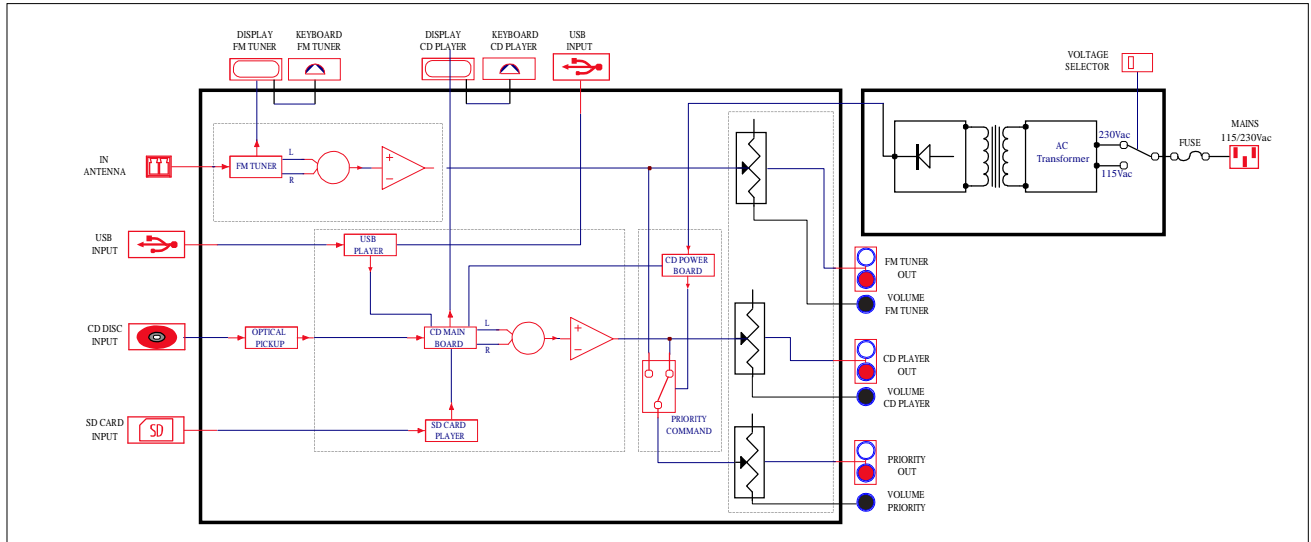 DISPLAY
FM TUNER
KEYBOARD
FM TUNER
DISPLAY
CD PLAYER
KEYBOARD
CD PLAYER
USB
INPUT
VOLTAGE
SELECTOR
IN
ANTENNA
FM TUNER
L
R
+
−
AC
Transformer
230Vac
115Vac
FUSE
MAINS
115/230Vac
USB
INPUT
USB
PLAYER
CD POWER
BOARD
FM TUNER
OUT
VOLUME
FM TUNER
CD DISC
INPUT
OPTICAL
PICKUP
CD MAIN
BOARD
L
R
+
−
CD PLAYER
OUT
VOLUME
CD PLAYER
SD CARD
INPUT
SD
SD CARD
PLAYER
PRIORITY
COMMAND
PRIORITY
OUT
VOLUME
PRIORITY